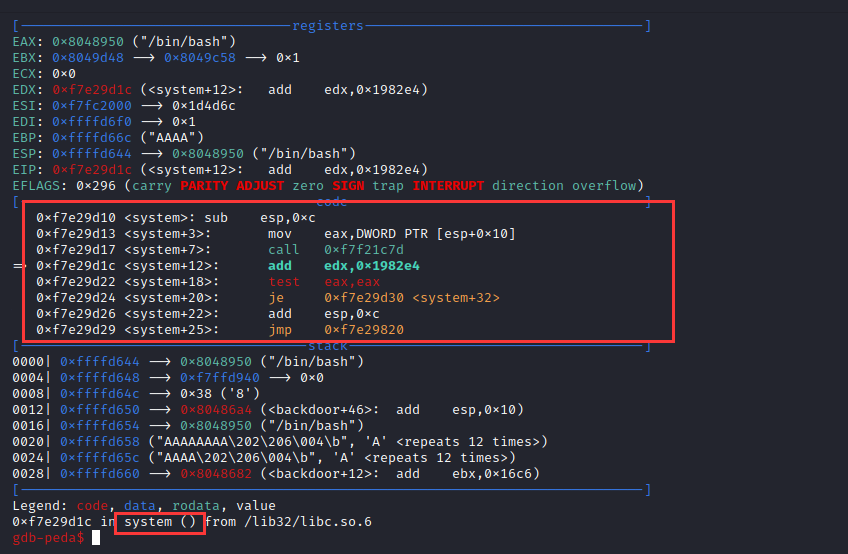 [----------------------------------registers-----------------------------------]
EAX: 0x8048950 ("/bin/bash")
EBX: 0x8049d48 --> 0x8049c58 --> 0x1
ECX: 0x0
EDX: 0xf7e29d1c (<system+12>: add edx,0x1982e4)
ESI: 0xf7fc2000 --> 0x1d4d6c
EDI: 0xffffd6f0 --> 0x1
EBP: 0xffffd66c ("AAAA")
ESP: 0xffffd644 --> 0x8048950 ("/bin/bash")
EIP: 0xf7e29d1c (<system+12>: add edx,0x1982e4)
EFLAGS: 0x296 (carry PARITY ADJUST zero SIGN trap INTERRUPT direction overflow)
[-------------------------------------code-------------------------------------]
0xf7e29d10 <system>: sub esp,0xc
0xf7e29d13 <system+3>: mov eax,DWORD PTR [esp+0x10]
0xf7e29d17 <system+7>: call 0xf7f21c7d
=> 0xf7e29d1c <system+12>: add edx,0x1982e4
0xf7e29d22 <system+18>: test eax,eax
0xf7e29d24 <system+20>: je 0xf7e29d30 <system+32>
0xf7e29d26 <system+22>: add esp,0xc
0xf7e29d29 <system+25>: jmp 0xf7e29820
[------------------------------------stack-------------------------------------]
0000| 0xffffd644 --> 0x8048950 ("/bin/bash")
0004| 0xffffd648 --> 0xf7ffd940 --> 0x0
0008| 0xffffd64c --> 0x38 ('8')
0012| 0xffffd650 --> 0x80486a4 (<backdoor+46>: add esp,0x10)
0016| 0xffffd654 --> 0x8048950 ("/bin/bash")
0020| 0xffffd658 ("AAAAAAAA\202\206\004\b", 'A' <repeats 12 times>)
0024| 0xffffd65c ("AAAA\202\206\004\b", 'A' <repeats 12 times>)
0028| 0xffffd660 --> 0x8048682 (<backdoor+12>: add ebx,0x16c6)
[------------------------------------------------------------------------------]
Legend: code, data, rodata, value
0xf7e29d1c in system () from /lib32/libc.so.6
gdb-peda$